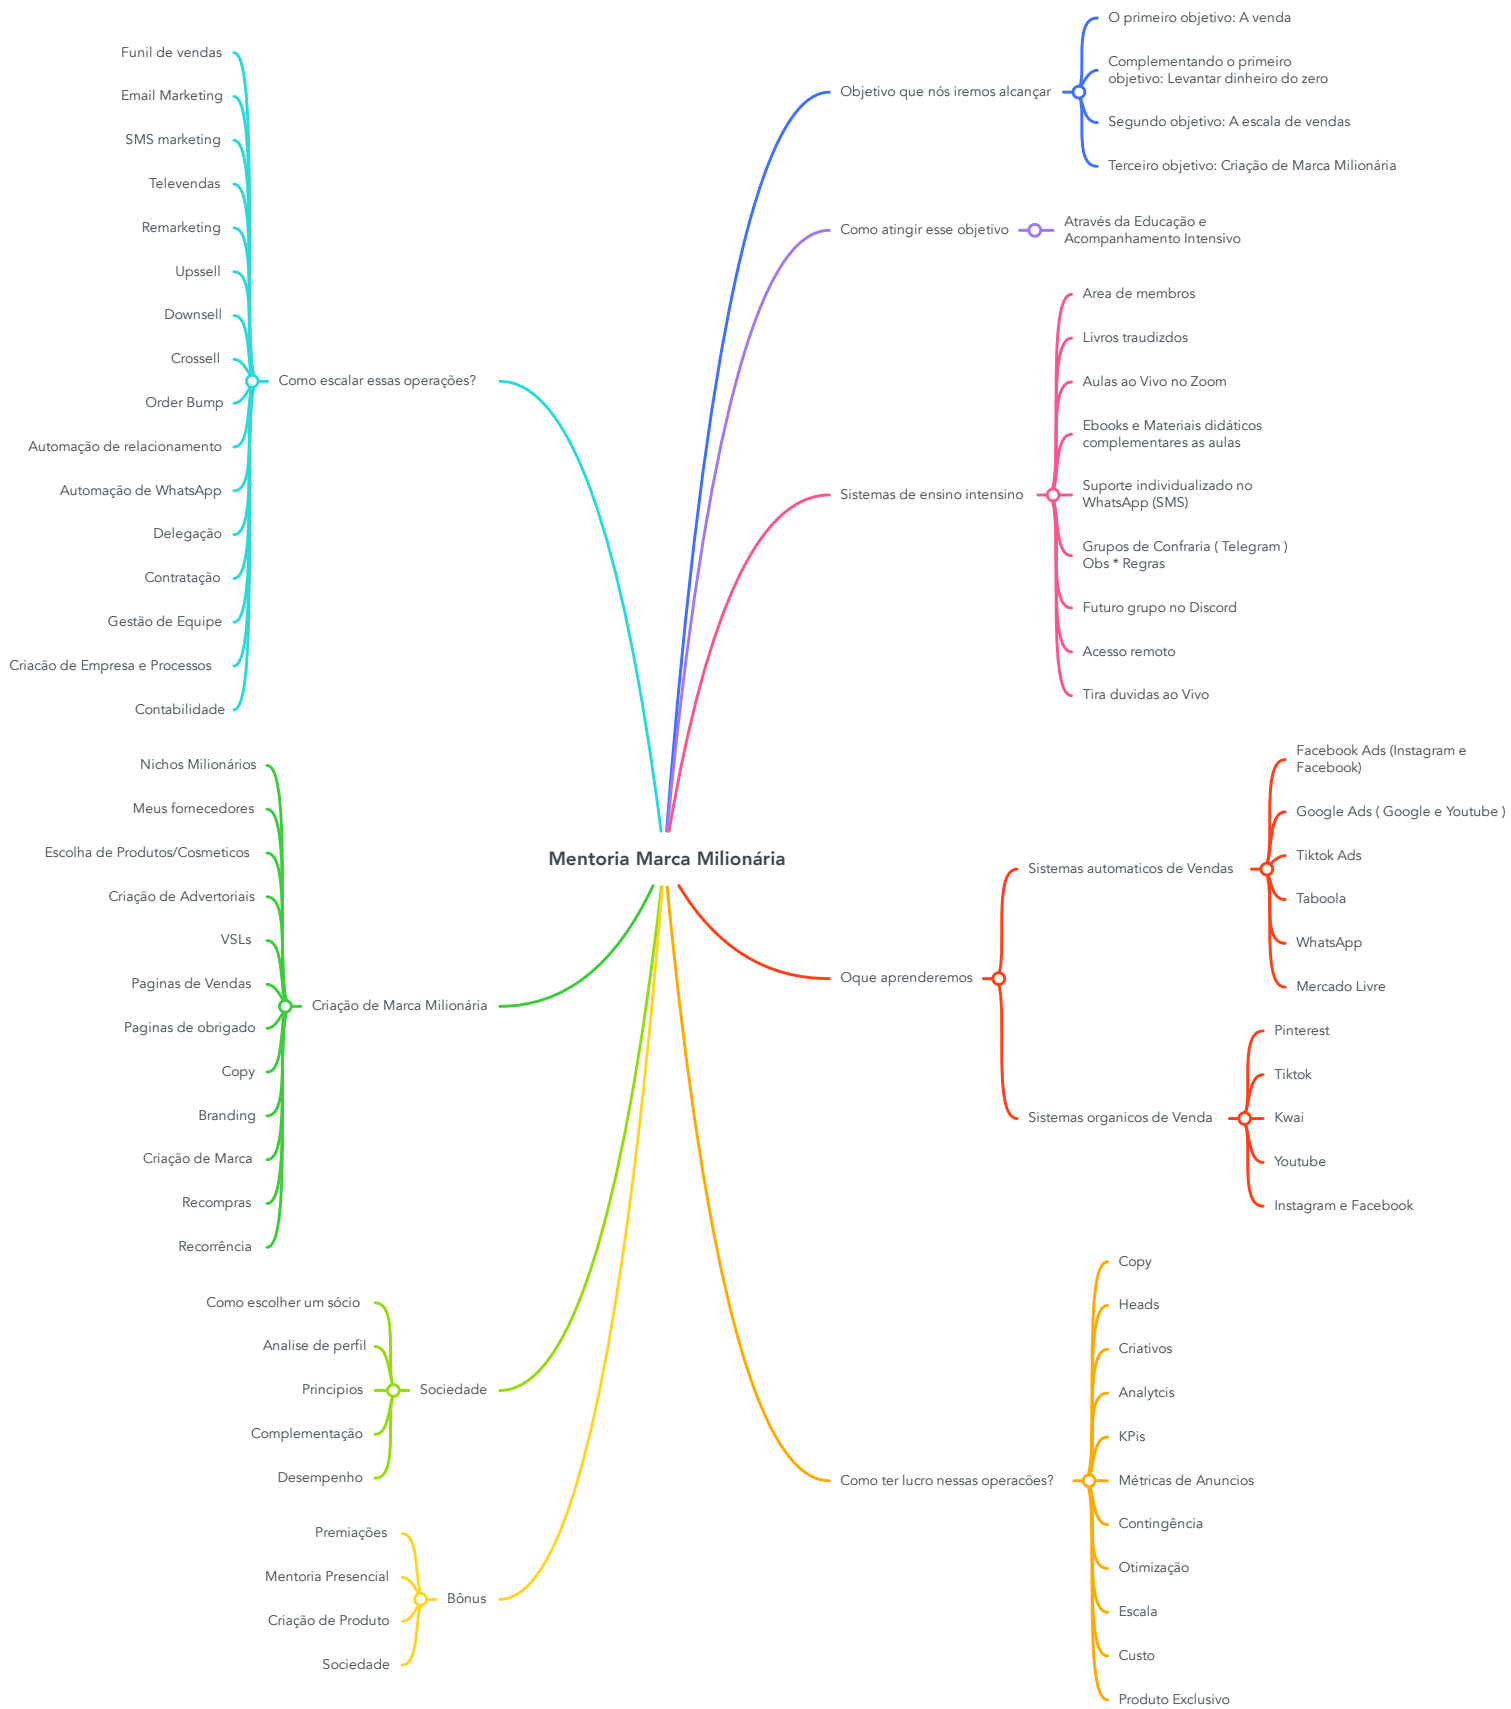 Mentoria Marca Milionária
Objetivo que nós iremos alcançar
O primeiro objetivo: A venda
Complementando o primeiro
objetivo: Levantar dinheiro do zero
Segundo objetivo: A escala de vendas
Terceiro objetivo: Criação de Marca Milionária
Como atingir esse objetivo
Através da Educação e
Acompanhamento Intensivo
Sistemas de ensino intensino
Area de membros
Livros traudizdos
Aulas ao Vivo no Zoom
Ebooks e Materiais didáticos
complementares as aulas
Suporte individualizado no
WhatsApp (SMS)
Grupos de Confraria ( Telegram )
Obs * Regras
Futuro grupo no Discord
Acesso remoto
Tira duvidas ao Vivo
Oque aprenderemos
Sistemas automaticos de Vendas
Facebook Ads (Instagram e
Facebook)
Google Ads ( Google e Youtube )
Tiktok Ads
Taboola
WhatsApp
Mercado Livre
Sistemas organicos de Venda
Pinterest
Tiktok
Kwai
Youtube
Instagram e Facebook
Como ter lucro nessas operacões?
Copy
Heads
Criativos
Analytcis
KPis
Métricas de Anuncios
Contingência
Otimização
Escala
Custo
Produto Exclusivo
Como escalar essas operações?
Funil de vendas
Email Marketing
SMS marketing
Televendas
Remarketing
Upssell
Downsell
Crossell
Order Bump
Automação de relacionamento
Automação de WhatsApp
Delegação
Contratação
Gestão de Equipe
Criacão de Empresa e Processos
Contabilidade
Criação de Marca Milionária
Nichos Milionários
Meus fornecedores
Escolha de Produtos/Cosmeticos
Criação de Advertoriais
VSLs
Paginas de Vendas
Paginas de obrigado
Copy
Branding
Criação de Marca
Recompras
Recorrência
Sociedade
Como escolher um sócio
Analise de perfil
Principios
Complementação
Desempenho
Bônus
Premiações
Mentoria Presencial
Criação de Produto
Sociedade